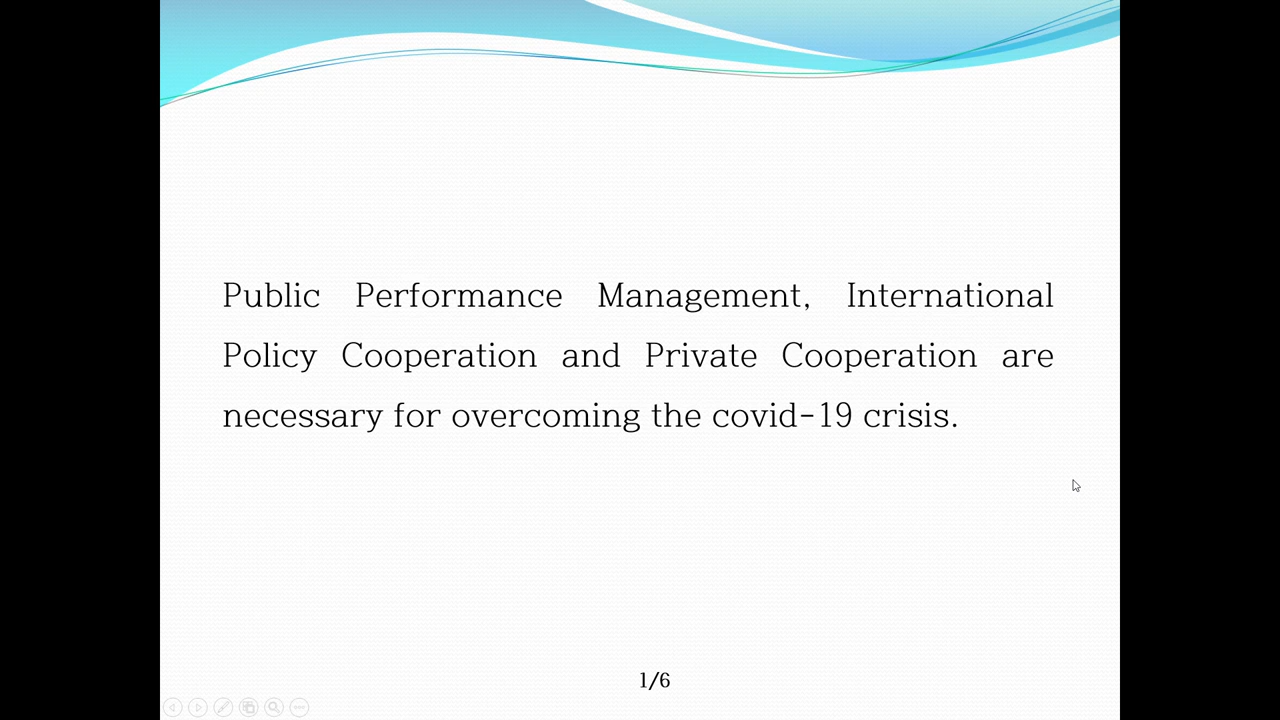 Public Performance Management, International
Policy Cooperation and Private Cooperation are
necessary for overcoming the covid-19 crisis.
1/6